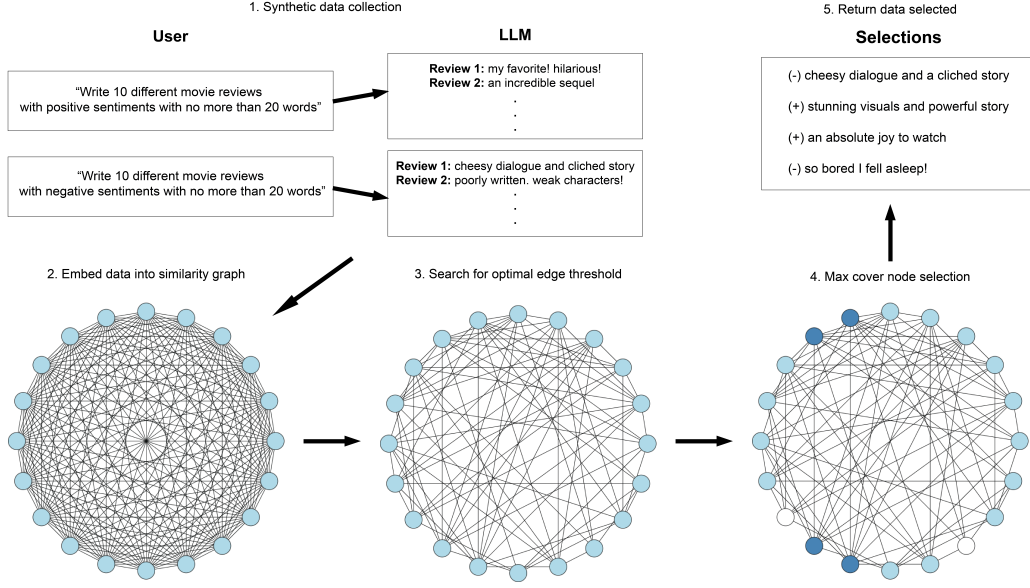 1. Synthetic data collection
User
LLM
“Write 10 different movie reviews
with positive sentiments with no more than 20 words”
Review 1: my favorite! hilarious!
Review 2: an incredible sequel
.
.
.
“Write 10 different movie reviews
with negative sentiments with no more than 20 words”
Review 1: cheesy dialogue and cliched story
Review 2: poorly written. weak characters!
.
.
.
2. Embed data into similarity graph
3. Search for optimal edge threshold
4. Max cover node selection
5. Return data selected
Selections
(-) cheesy dialogue and a cliched story
(+) stunning visuals and powerful story
(+) an absolute joy to watch
(-) so bored I fell asleep!